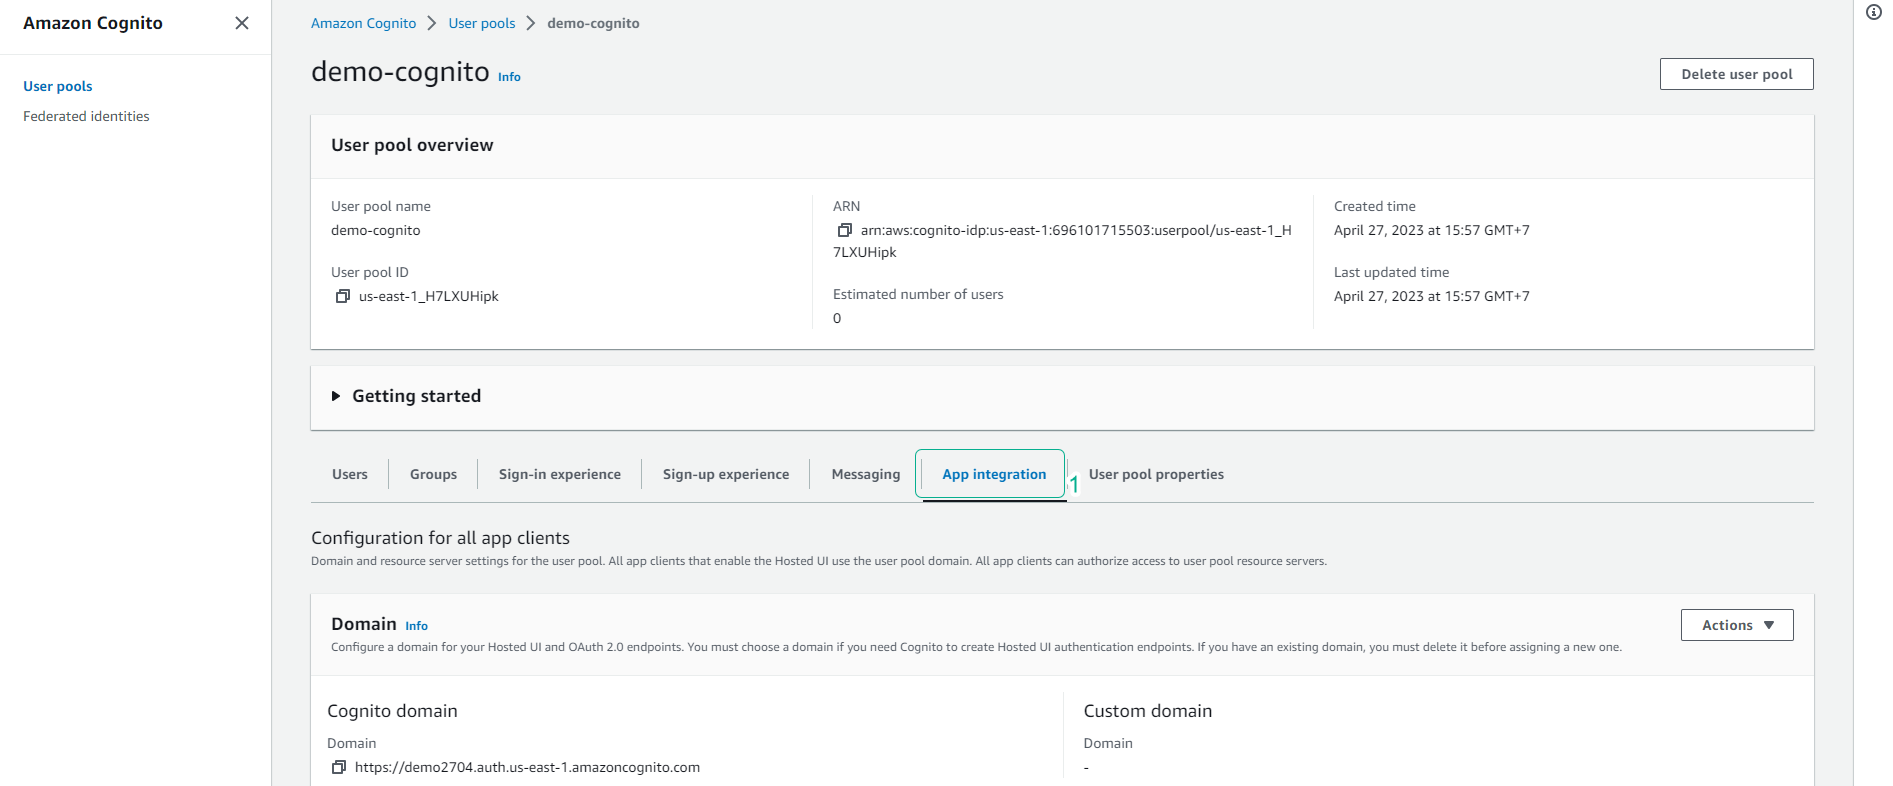 Amazon Cognito
User pools
Federated identities
Amazon Cognito User pools demo-cognito
demo-cognito Info
Delete user pool
User pool overview
User pool name
demo-cognito
User pool ID
us-east-1_H7LXUHipk
ARN
arn:aws:cognito-idp:us-east-1:696101715503:userpool/us-east-1_H
7LXUHipk
Estimated number of users
0
Created time
April 27, 2023 at 15:57 GMT+7
Last updated time
April 27, 2023 at 15:57 GMT+7
Getting started
Users Groups Sign-in experience Sign-up experience Messaging App integration 1 User pool properties
Configuration for all app clients
Domain and resource server settings for the user pool. All app clients that enable the Hosted UI use the user pool domain. All app clients can authorize access to user pool resource servers.
Domain Info
Actions
Configure a domain for your Hosted UI and OAuth 2.0 endpoints. You must choose a domain if you need Cognito to create Hosted UI authentication endpoints. If you have an existing domain, you must delete it before assigning a new one.
Cognito domain
Domain
https://demo2704.auth.us-east-1.amazoncognito.com
Custom domain
Domain
-